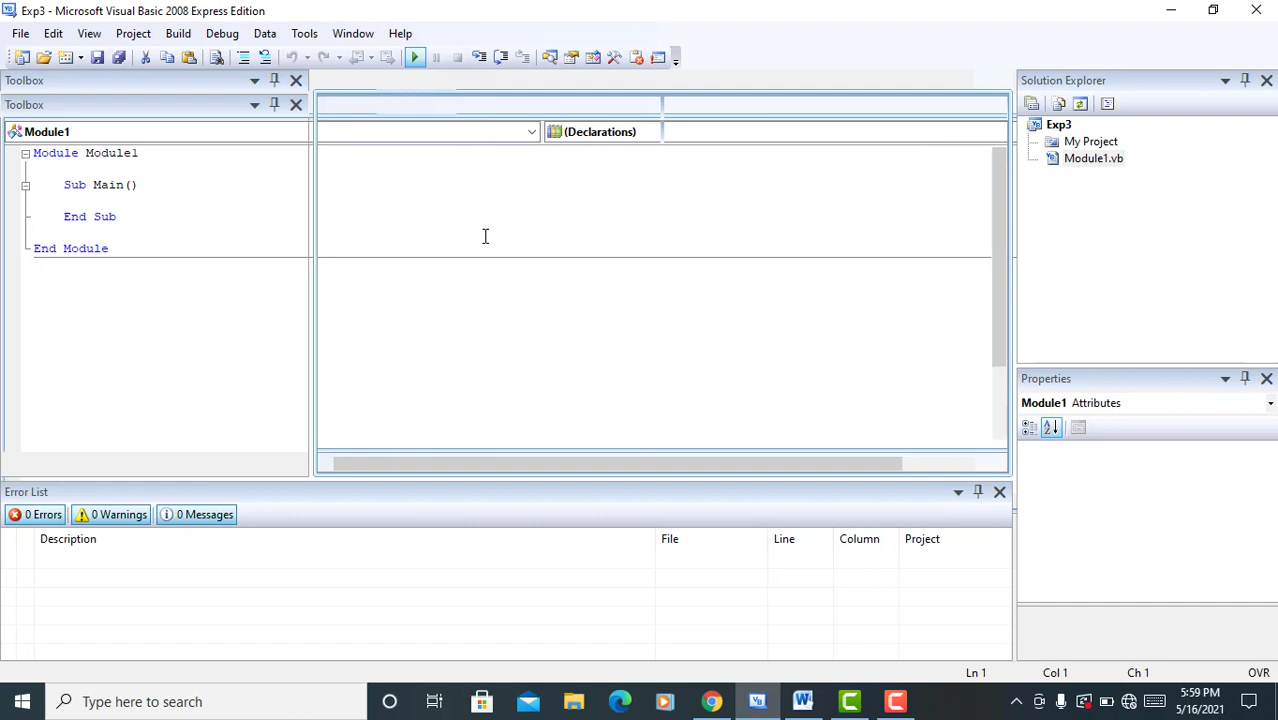 Exp3 - Microsoft Visual Basic 2008 Express Edition
File Edit View Project Build Debug Data Tools Window Help
Toolbox
Toolbox
Module1
(Declarations)
Module Module1
Sub Main()
End Sub
End Module
Solution Explorer
Exp3
My Project
Module1.vb
Properties
Module1 Attributes
Error List
0 Errors 0 Warnings 0 Messages
Description File Line Column Project
Ln 1 Col 1 Ch 1 OVR
Type here to search
5:59 PM
5/16/2021